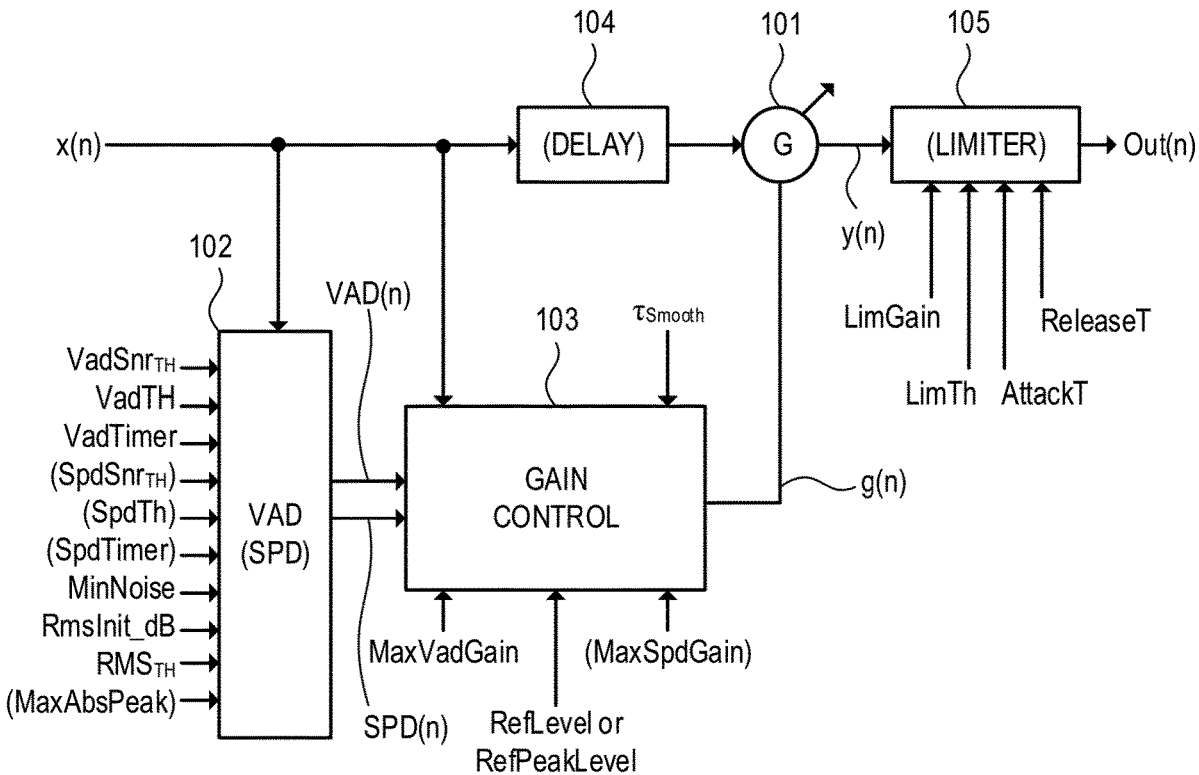 104
101
105
x(n)
(DELAY)
G
(LIMITER)
Out(n)
y(n)
102
VAD(n)
103
τSmooth
LimGain
ReleaseT
LimTh
AttackT
VadSnrTH
VadTH
VadTimer
(SpdSnrTH)
(SpdTh)
(SpdTimer)
MinNoise
RmsInit_dB
RMSTH
(MaxAbsPeak)
VAD
(SPD)
GAIN
CONTROL
g(n)
MaxVadGain
(MaxSpdGain)
SPD(n)
RefLevel or
RefPeakLevel